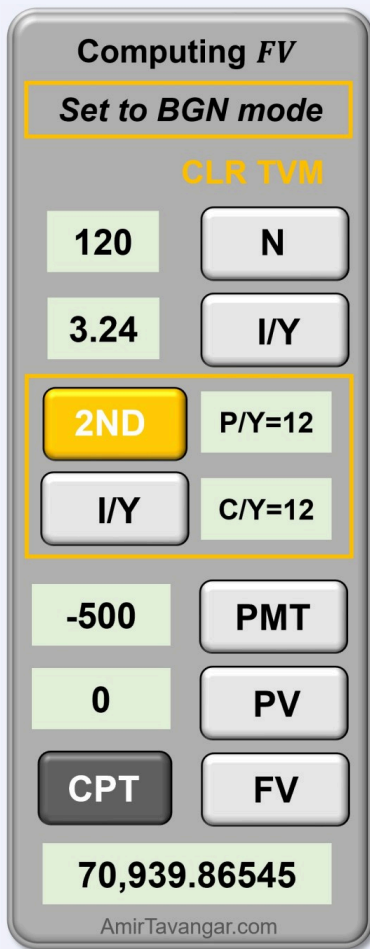 Computing FV
Set to BGN mode
CLR TVM
120 N
3.24 I/Y
2ND P/Y=12
I/Y C/Y=12
-500 PMT
0 PV
CPT FV
70,939.86545
AmirTavangar.com